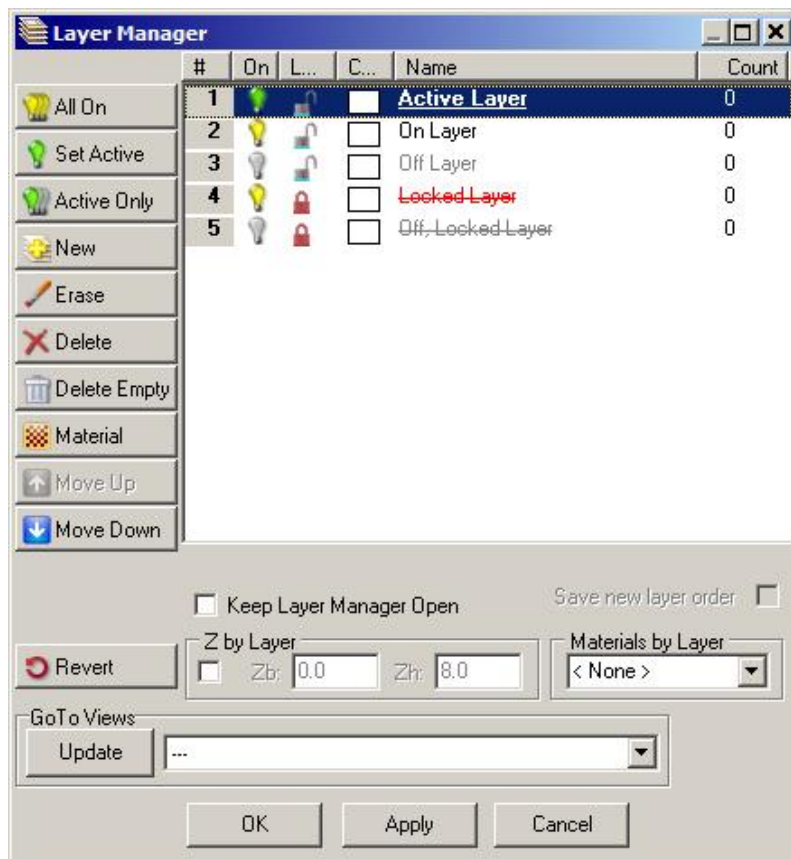 Layer Manager
# On L... C... Name Count
All On
Set Active
Active Only
New
Erase
Delete
Delete Empty
Material
Move Up
Move Down
1 Active Layer 0
2 On Layer 0
3 Off Layer 0
4 Locked Layer 0
5 Off, Locked Layer 0
Keep Layer Manager Open
Save new layer order
Revert
Z by Layer
Zb: 0.0 Zh: 8.0
Materials by Layer
< None >
GoTo Views
Update ---
OK Apply Cancel